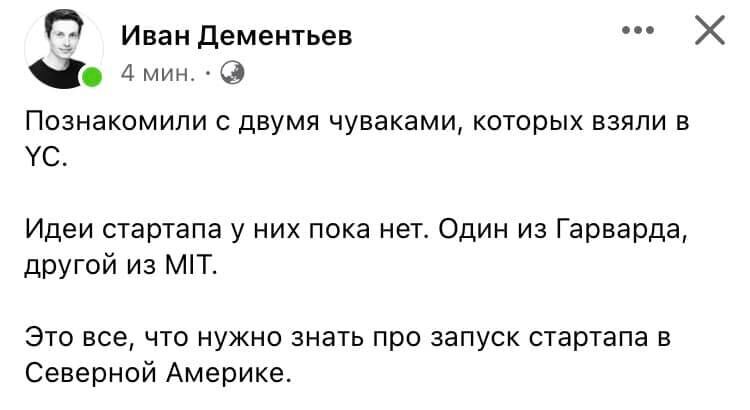 Иван Дементьев
4 мин. ·
Познакомили с двумя чуваками, которых взяли в
YC.
Идеи стартапа у них пока нет. Один из Гарварда,
другой из MIT.
Это все, что нужно знать про запуск стартапа в
Северной Америке.